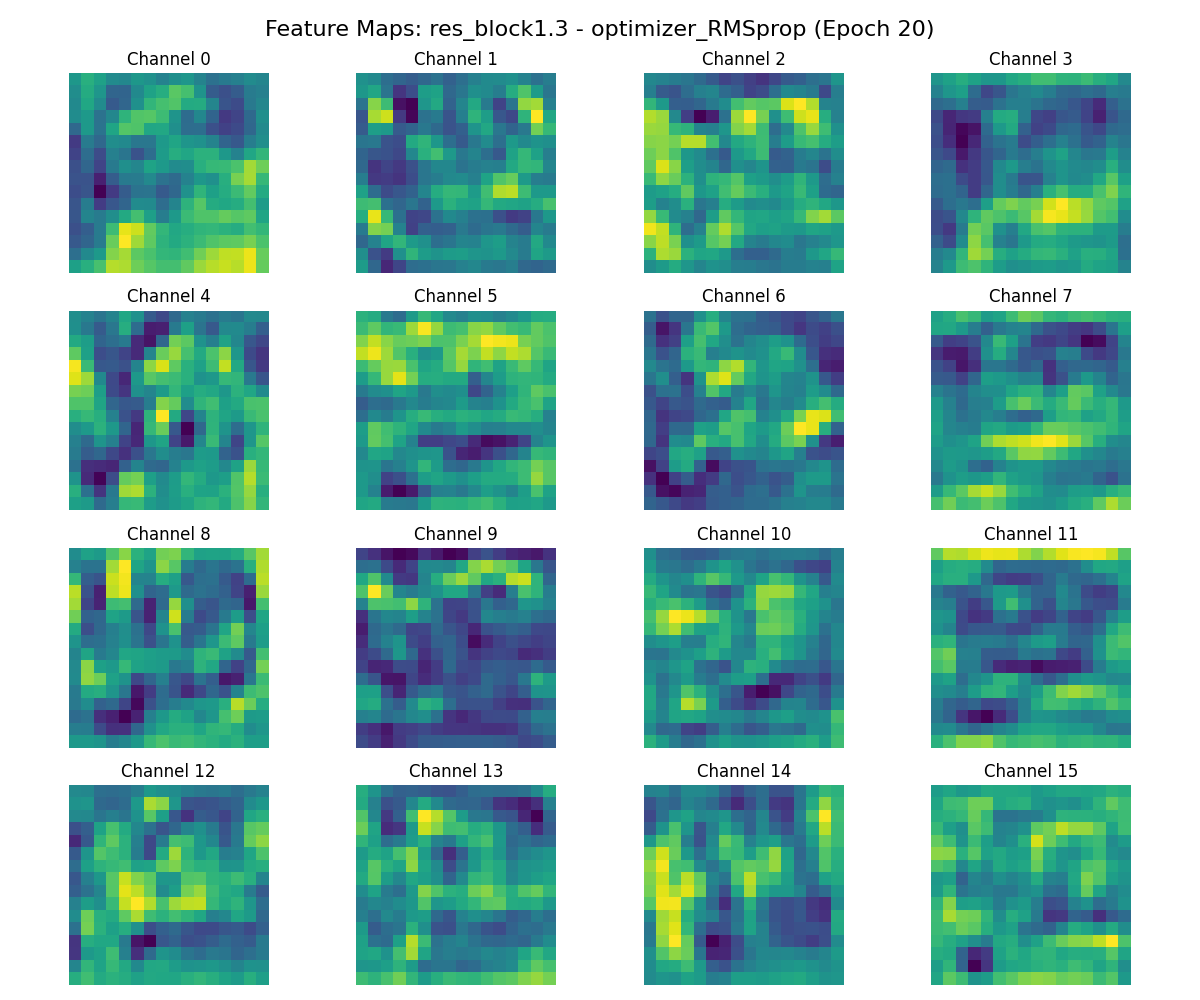 Feature Maps: res_block1.3 - optimizer_RMSprop (Epoch 20)
Channel 0
Channel 1
Channel 2
Channel 3
Channel 4
Channel 5
Channel 6
Channel 7
Channel 8
Channel 9
Channel 10
Channel 11
Channel 12
Channel 13
Channel 14
Channel 15